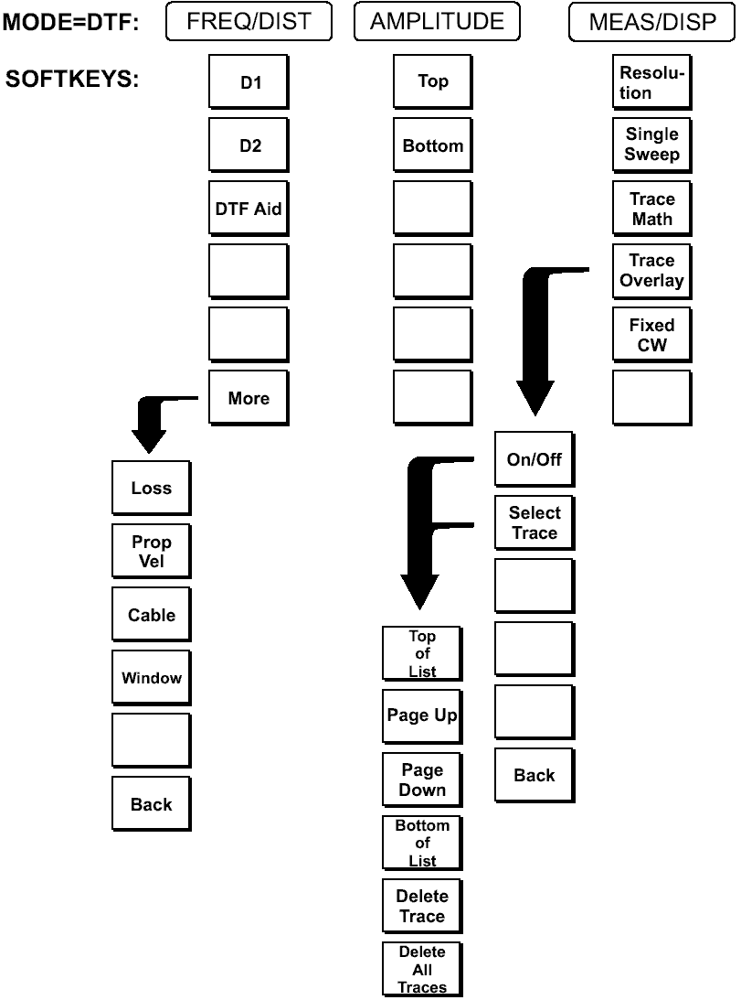 MODE=DTF:
FREQ/DIST
AMPLITUDE
MEAS/DISP
SOFTKEYS:
D1
D2
DTF Aid
More
Loss
Prop
Vel
Cable
Window
Back
Top
Bottom
Resolu-
tion
Single
Sweep
Trace
Math
Trace
Overlay
Fixed
CW
On/Off
Select
Trace
Back
Top
of
List
Page Up
Page
Down
Bottom
of
List
Delete
Trace
Delete
All
Traces